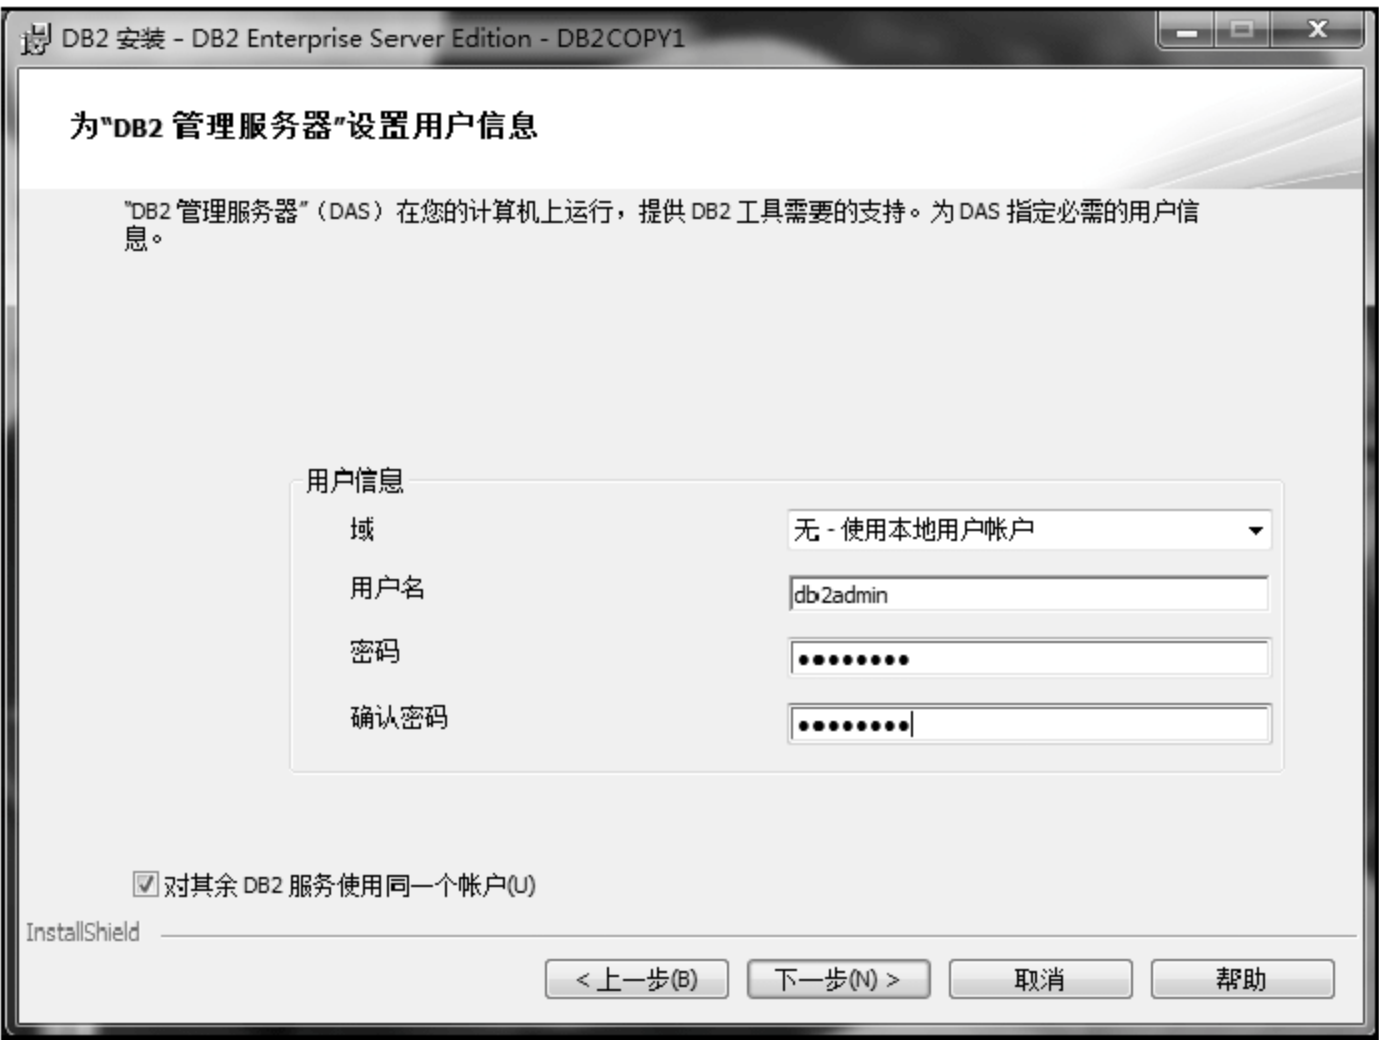 DB2 安装 - DB2 Enterprise Server Edition - DB2COPY1
为“DB2 管理服务器”设置用户信息
“DB2 管理服务器”（DAS）在您的计算机上运行，提供 DB2 工具需要的支持。为 DAS 指定必需的用户信
息。
用户信息
域
无 - 使用本地用户帐户
用户名
db2admin
密码
●●●●●●●●
确认密码
●●●●●●●●
对其余 DB2 服务使用同一个帐户(U)
InstallShield
< 上一步(B)
下一步(N) >
取消
帮助